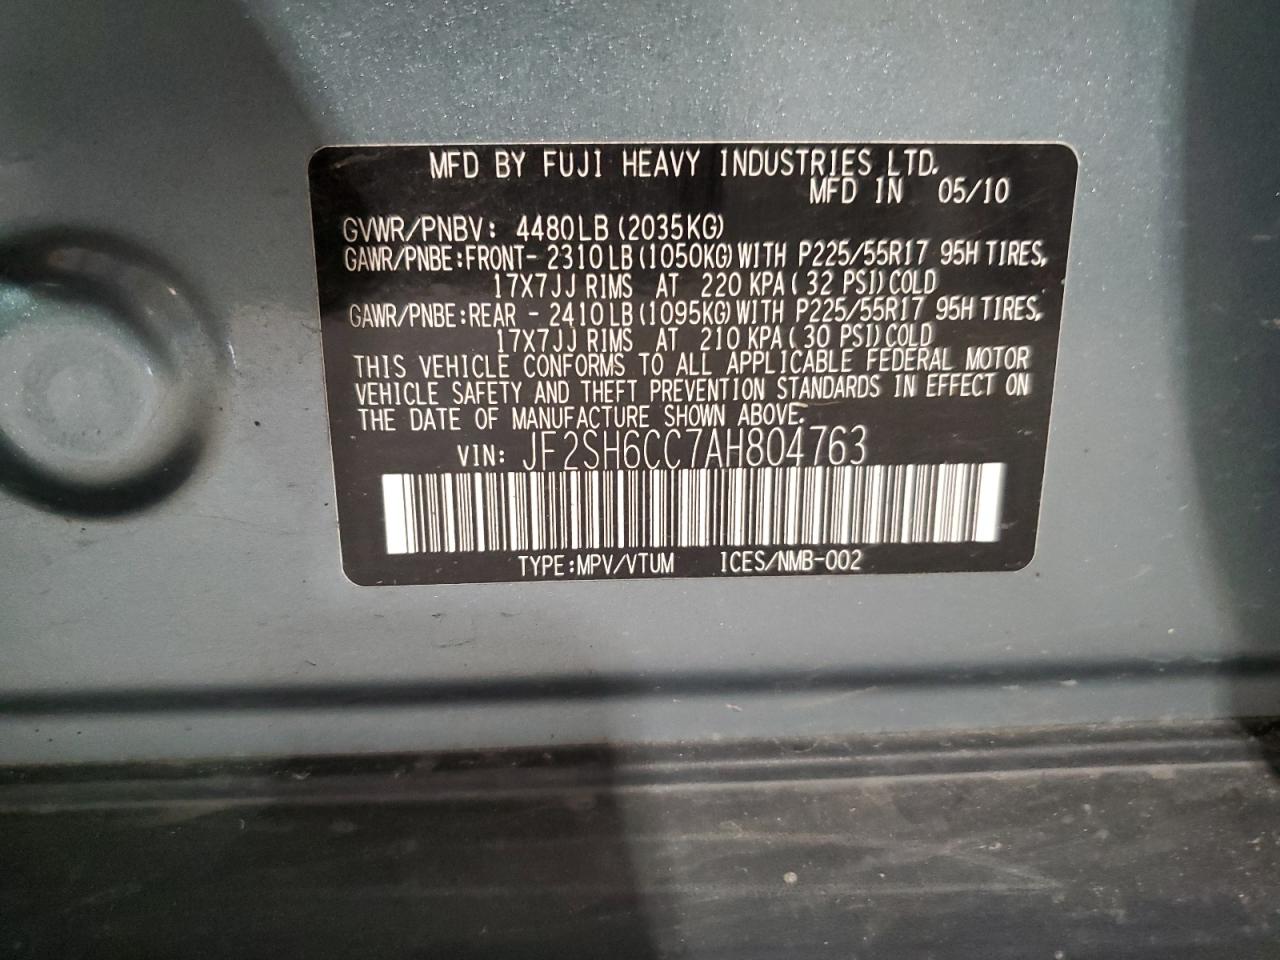 MFD BY FUJI HEAVY INDUSTRIES LTD.
MFD IN 05/10
GVWR/PNBV: 4480LB (2035KG)
GAWR/PNBE:FRONT- 2310LB (1050KG) WITH P225/55R17 95H TIRES,
17X7JJ RIMS AT 220 KPA ( 32 PSI) COLD
GAWR/PNBE:REAR - 2410LB (1095KG) WITH P225/55R17 95H TIRES,
17X7JJ RIMS AT 210 KPA ( 30 PSI) COLD
THIS VEHICLE CONFORMS TO ALL APPLICABLE FEDERAL MOTOR
VEHICLE SAFETY AND THEFT PREVENTION STANDARDS IN EFFECT ON
THE DATE OF MANUFACTURE SHOWN ABOVE.
VIN: JF2SH6CC7AH804763
TYPE:MPV/VTUM ICES/NMB-002